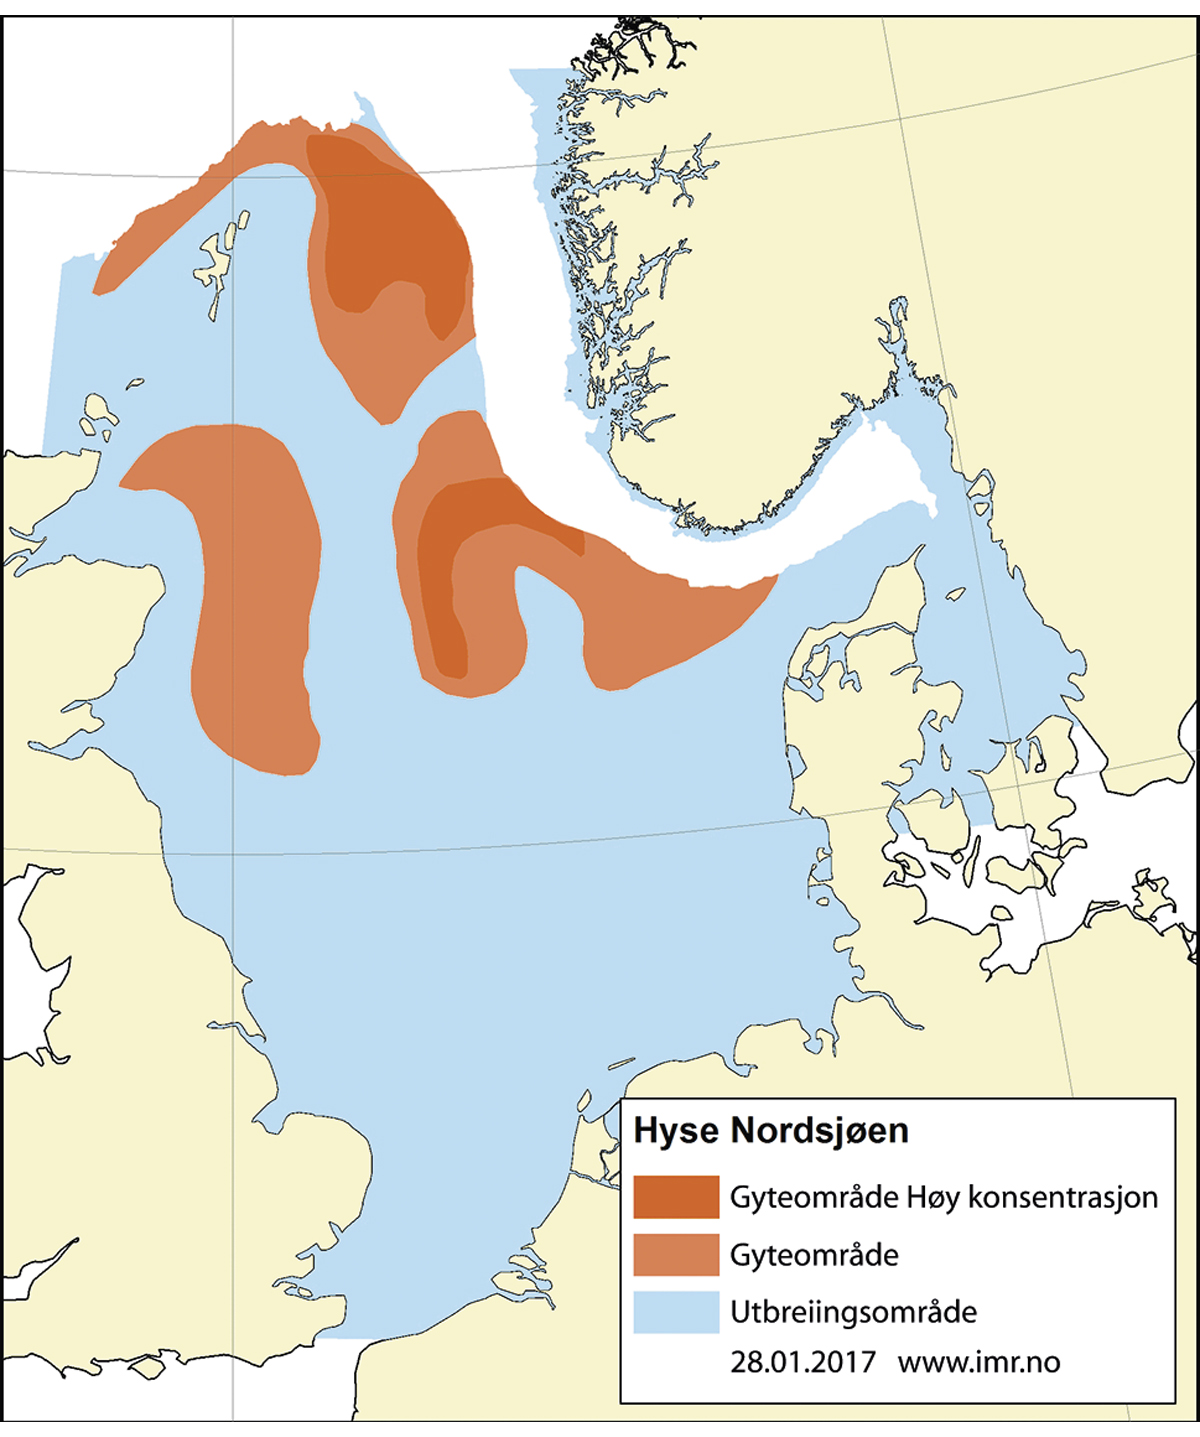 Hyse Nordsjøen
Gyteområde Høy konsentrasjon
Gyteområde
Utbreiingsområde
28.01.2017 www.imr.no